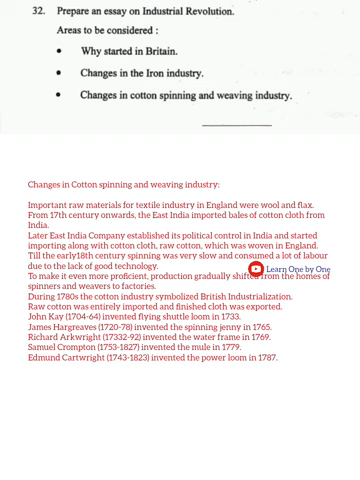 32. Prepare an essay on Industrial Revolution.
Areas to be considered :
• Why started in Britain.
• Changes in the Iron industry.
• Changes in cotton spinning and weaving industry.
Changes in Cotton spinning and weaving industry:
Important raw materials for textile industry in England were wool and flax.
From 17th century onwards, the East India imported bales of cotton cloth from
India.
Later East India Company established its political control in India and started
importing along with cotton cloth, raw cotton, which was woven in England.
Till the early18th century spinning was very slow and consumed a lot of labour
due to the lack of good technology.
Learn One by One
To make it even more proficient, production gradually shifted from the homes of
spinners and weavers to factories.
During 1780s the cotton industry symbolized British Industrialization.
Raw cotton was entirely imported and finished cloth was exported.
John Kay (1704-64) invented flying shuttle loom in 1733.
James Hargreaves (1720-78) invented the spinning jenny in 1765.
Richard Arkwright (17332-92) invented the water frame in 1769.
Samuel Crompton (1753-1827) invented the mule in 1779.
Edmund Cartwright (1743-1823) invented the power loom in 1787.